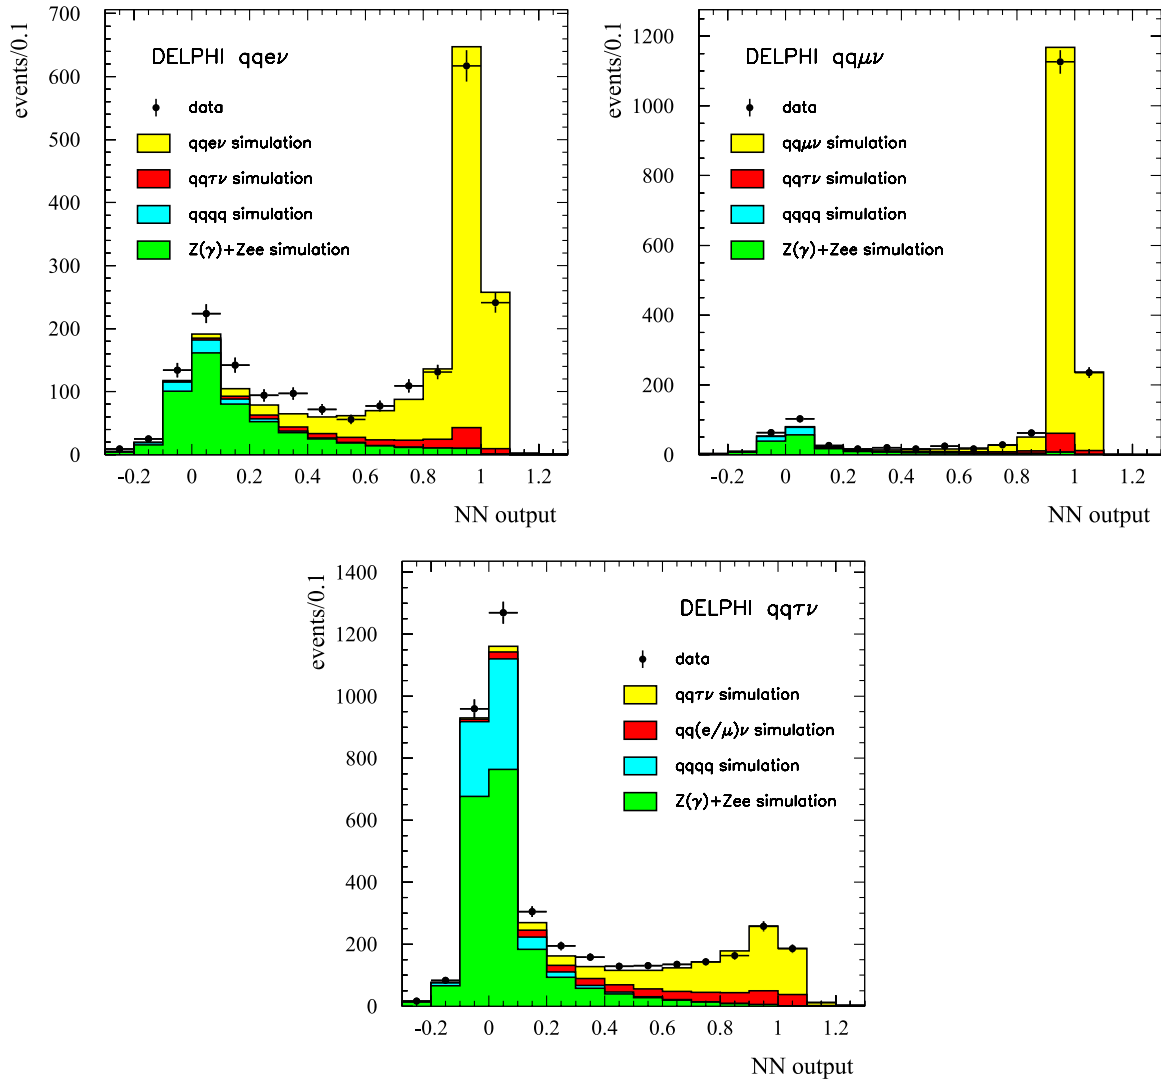 events/0.1
700
600
500
400
300
200
100
0
DELPHI qqeν
data
qqeν simulation
qqτν simulation
qqqq simulation
Z(γ)+Zee simulation
-0.2 0 0.2 0.4 0.6 0.8 1 1.2
NN output
events/0.1
1200
1000
800
600
400
200
0
DELPHI qqμν
data
qqμν simulation
qqτν simulation
qqqq simulation
Z(γ)+Zee simulation
-0.2 0 0.2 0.4 0.6 0.8 1 1.2
NN output
events/0.1
1400
1200
1000
800
600
400
200
0
DELPHI qqτν
data
qqτν simulation
qq(e/μ)ν simulation
qqqq simulation
Z(γ)+Zee simulation
-0.2 0 0.2 0.4 0.6 0.8 1 1.2
NN output